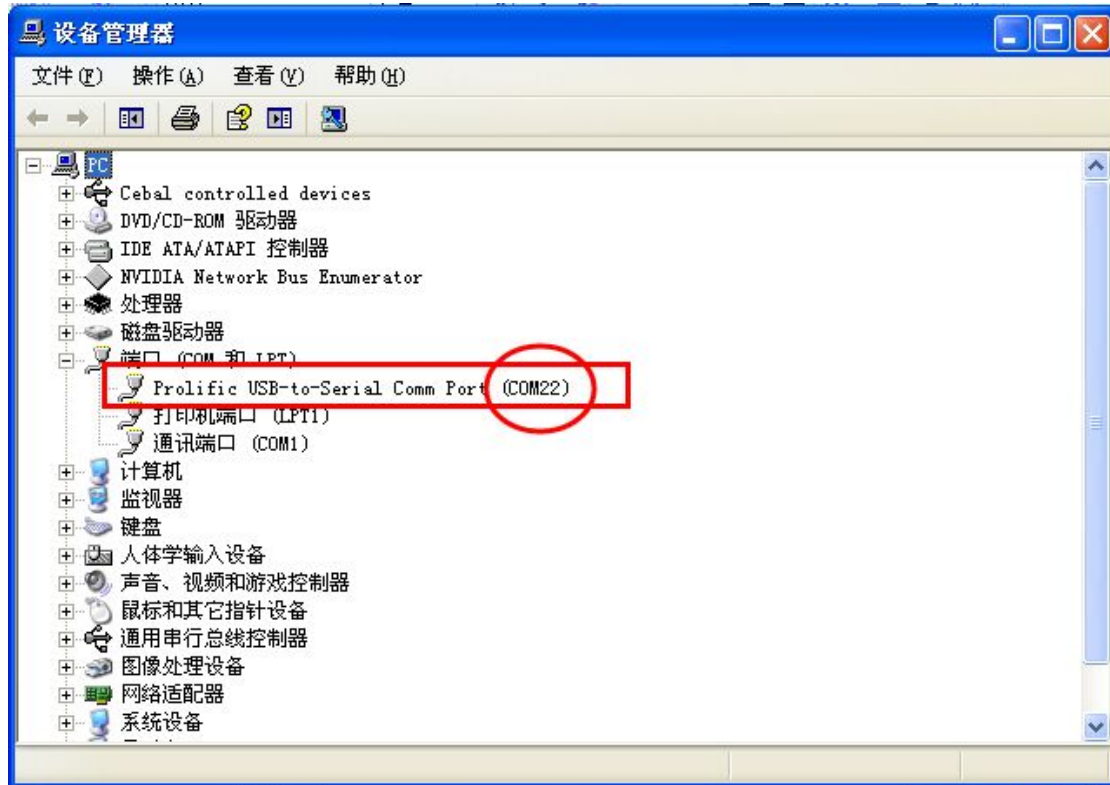 设备管理器
文件(F) 操作(A) 查看(V) 帮助(H)
PC
Cebal controlled devices
DVD/CD-ROM 驱动器
IDE ATA/ATAPI 控制器
NVIDIA Network Bus Enumerator
处理器
磁盘驱动器
端口 (COM 和 LPT)
Prolific USB-to-Serial Comm Port (COM22)
打印机端口 (LPT1)
通讯端口 (COM1)
计算机
监视器
键盘
人体学输入设备
声音、视频和游戏控制器
鼠标和其它指针设备
通用串行总线控制器
图像处理设备
网络适配器
系统设备